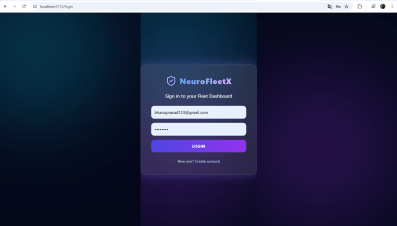 localhost:5173/login
NeuroFleetX
Sign in to your Fleet Dashboard
••••••••
LOGIN
New user? Create account